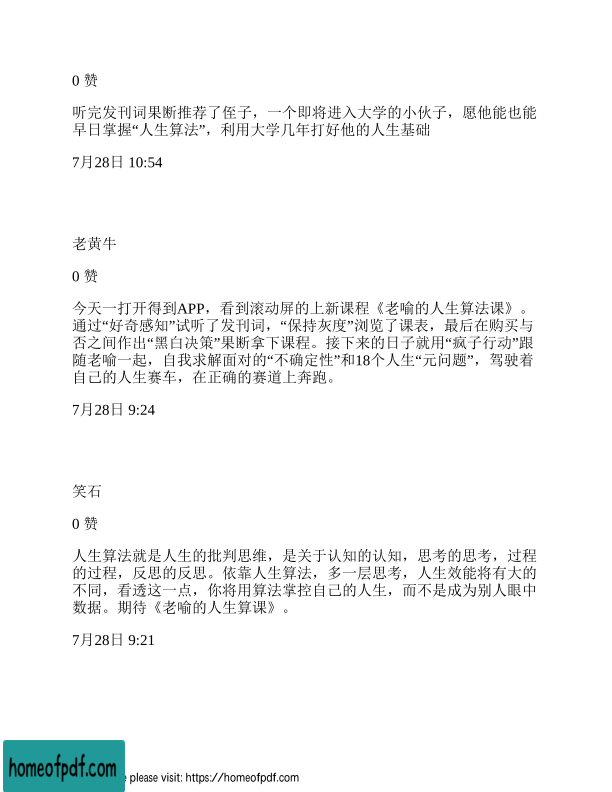 0 赞
听完发刊词果断推荐了侄子，一个即将进入大学的小伙子，愿他能也能
早日掌握“人生算法”，利用大学几年打好他的人生基础
7月28日 10:54
老黄牛
0 赞
今天一打开得到APP，看到滚动屏的上新课程《老喻的人生算法课》。
通过“好奇感知”试听了发刊词，“保持灰度”浏览了课表，最后在购买与
否之间作出“黑白决策”果断拿下课程。接下来的日子就用“疯子行动”跟
随老喻一起，自我求解面对的“不确定性”和18个人生“元问题”，驾驶着
自己的人生赛车，在正确的赛道上奔跑。
7月28日 9:24
笑石
0 赞
人生算法就是人生的批判思维，是关于认知的认知，思考的思考，过程
的过程，反思的反思。依靠人生算法，多一层思考，人生效能将有大的
不同，看透这一点，你将用算法掌控自己的人生，而不是成为别人眼中
数据。期待《老喻的人生算课》。
7月28日 9:21
homeofpdf.com
e please visit: https://homeofpdf.com